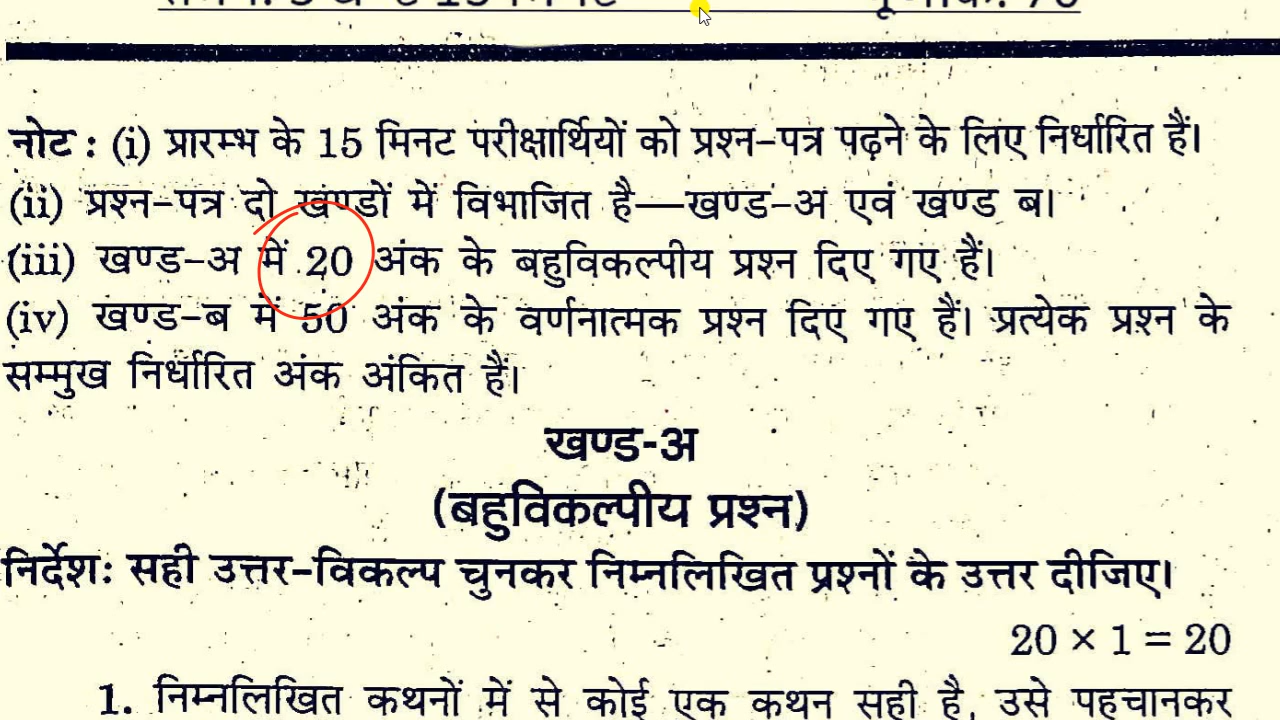 नोट : (i) प्रारम्भ के 15 मिनट परीक्षार्थियों को प्रश्न-पत्र पढ़ने के लिए निर्धारित हैं।
(ii) प्रश्न-पत्र दो खण्डों में विभाजित है—खण्ड-अ एवं खण्ड ब।
(iii) खण्ड-अ में 20 अंक के बहुविकल्पीय प्रश्न दिए गए हैं।
(iv) खण्ड-ब में 50 अंक के वर्णनात्मक प्रश्न दिए गए हैं। प्रत्येक प्रश्न के
सम्मुख निर्धारित अंक अंकित हैं।
खण्ड-अ
(बहुविकल्पीय प्रश्न)
निर्देशः सही उत्तर-विकल्प चुनकर निम्नलिखित प्रश्नों के उत्तर दीजिए।
20 × 1 = 20
1. निम्नलिखित कथनों में से कोई एक कथन सही है, उसे पहचानकर